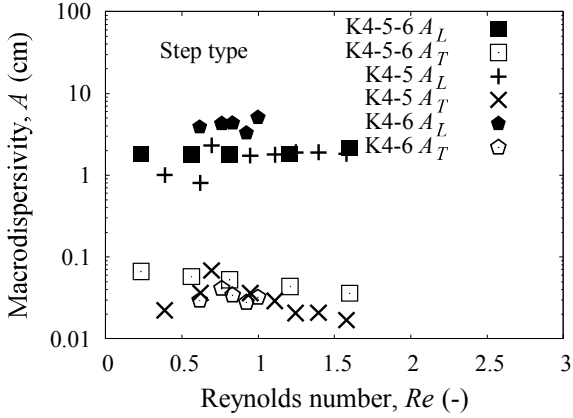 100
10
1
0.1
0.01
0
0.5
1
1.5
2
2.5
3
Macrodispersivity, A (cm)
Reynolds number, Re (-)
Step type
K4-5-6 A_L
K4-5-6 A_T
K4-5 A_L
K4-5 A_T
K4-6 A_L
K4-6 A_T